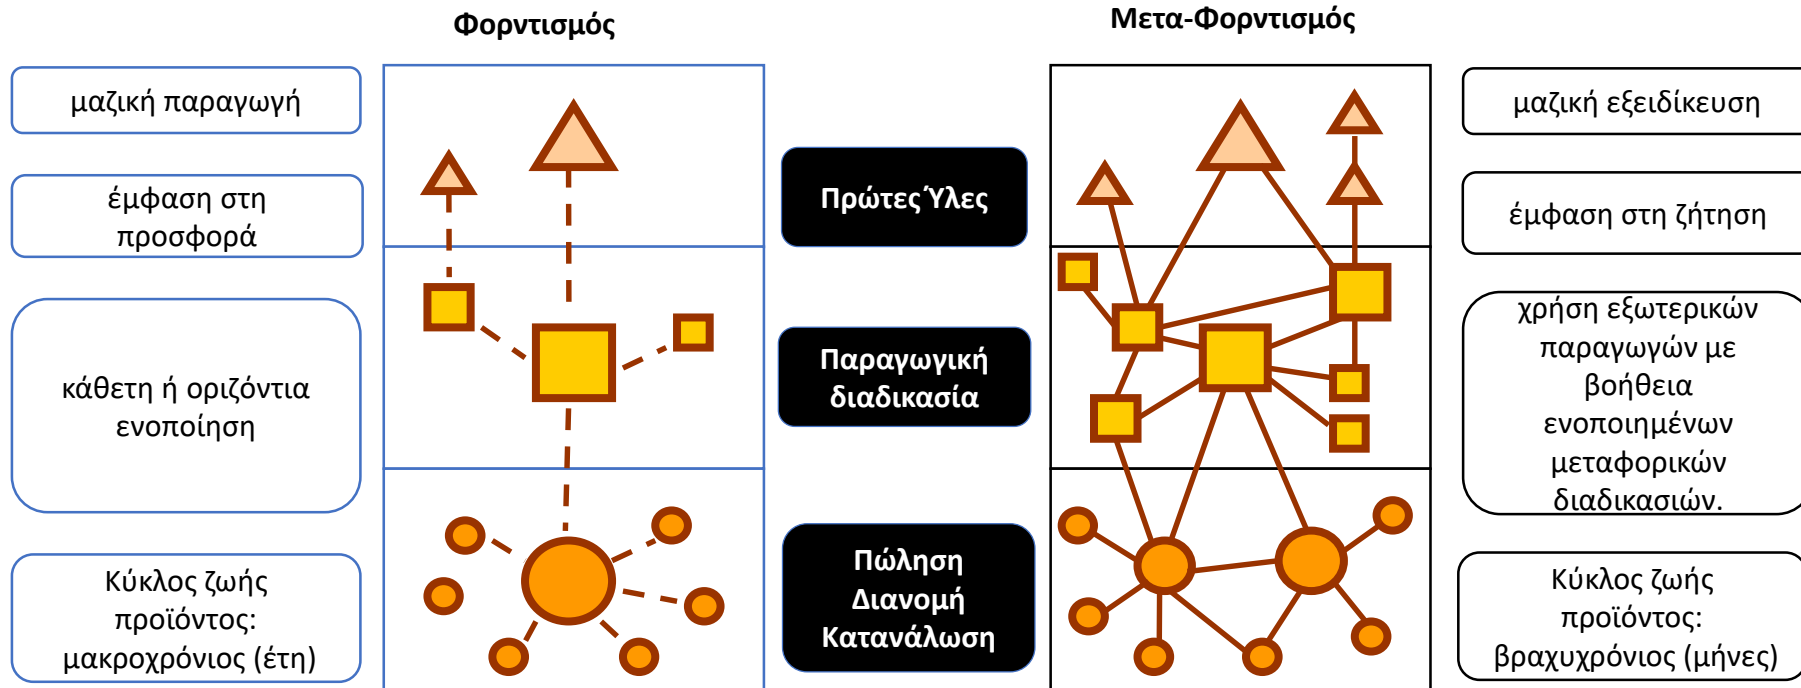 Φορντισμός
Μετα-Φορντισμός
μαζική παραγωγή
έμφαση στη
προσφορά
κάθετη ή οριζόντια
ενοποίηση
Κύκλος ζωής
προϊόντος:
μακροχρόνιος (έτη)
Πρώτες Ύλες
Παραγωγική
διαδικασία
Πώληση
Διανομή
Κατανάλωση
μαζική εξειδίκευση
έμφαση στη ζήτηση
χρήση εξωτερικών
παραγωγών με
βοήθεια
ενοποιημένων
μεταφορικών
διαδικασιών.
Κύκλος ζωής
προϊόντος:
βραχυχρόνιος (μήνες)